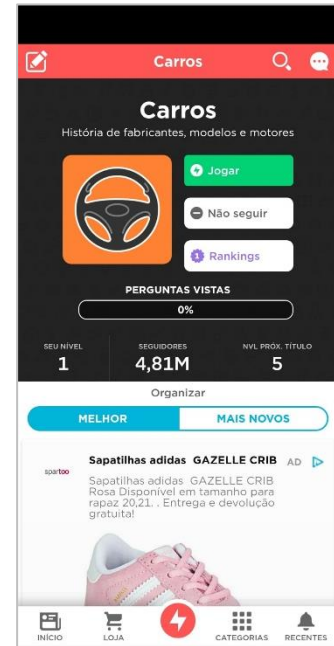 Carros
Carros
História de fabricantes, modelos e motores
Jogar
Não seguir
Rankings
PERGUNTAS VISTAS
0%
SEU NÍVEL
SEGUIDORES
NVL PRÓX. TÍTULO
1
4,81M
5
Organizar
MELHOR
MAIS NOVOS
spartoo
Sapatilhas adidas GAZELLE CRIB
AD
Sapatilhas adidas GAZELLE CRIB
Rosa Disponível em tamanho para
rapaz 20,21. . Entrega e devolução
gratuita!
INÍCIO
LOJA
CATEGORIAS
RECENTES